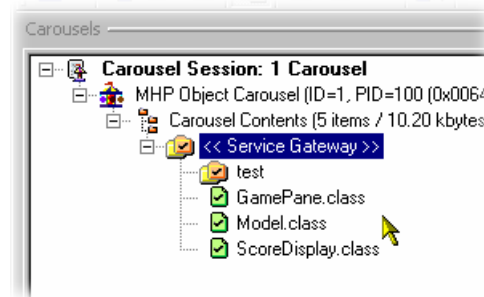 Carousels
Carousel Session: 1 Carousel
MHP Object Carousel (ID=1, PID=100 (0x0064
Carousel Contents (5 items / 10.20 kbytes
<< Service Gateway >>
test
GamePane.class
Model.class
ScoreDisplay.class